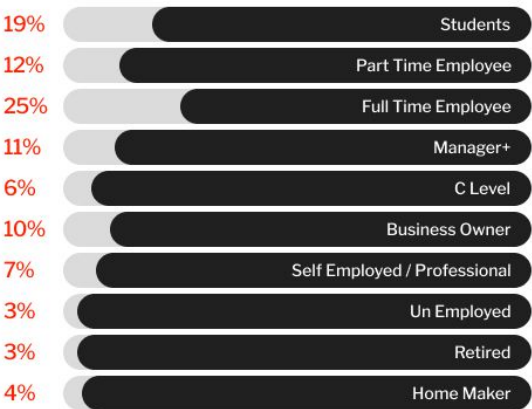 19% Students
12% Part Time Employee
25% Full Time Employee
11% Manager+
6% C Level
10% Business Owner
7% Self Employed / Professional
3% Un Employed
3% Retired
4% Home Maker